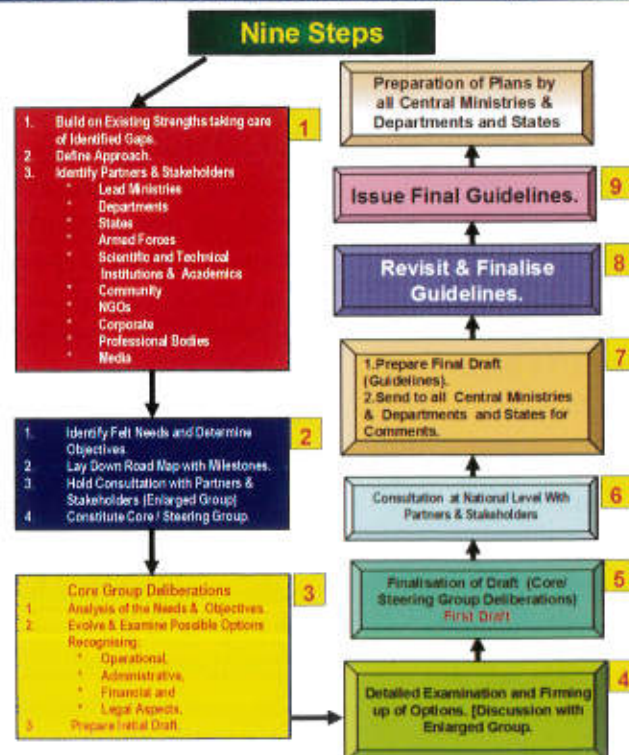 Nine Steps
1. Build on Existing Strengths taking care
of Identified Gaps.
2 Define Approach.
3. Identify Partners & Stakeholders
* Lead Ministries
* Departments
* States
* Armed Forces
* Scientific and Technical
Institutions & Academics
* Community
* NGOs
* Corporate
* Professional Bodies
* Media
1
1. Identify Felt Needs and Determine
Objectives.
2 Lay Down Road Map with Milestones.
3 Hold Consultation with Partners &
Stakeholders [Enlarged Group]
4 Constitute Core / Steering Group.
2
Core Group Deliberations
1. Analysis of the Needs & Objectives.
2. Evolve & Examine Possible Options
Recognising:
* Operational,
* Administrative,
* Financial and
* Legal Aspects.
3 Prepare Initial Draft.
3
Detailed Examination and Firming
up of Options. [Discussion with
Enlarged Group.
4
Finalisation of Draft (Core/
Steering Group Deliberations)
First Draft
5
Consultation at National Level With
Partners & Stakeholders
6
1.Prepare Final Draft
(Guidelines).
2.Send to all Central Ministries
& Departments and States for
Comments.
7
Revisit & Finalise
Guidelines.
8
Issue Final Guidelines.
9
Preparation of Plans by
all Central Ministries &
Departments and States